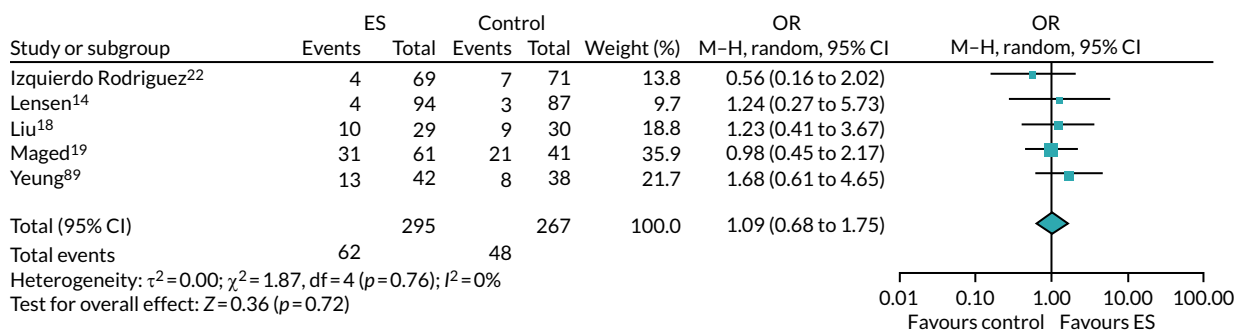 ES Control OR OR
Study or subgroup Events Total Events Total Weight (%) M–H, random, 95% CI M–H, random, 95% CI
Izquierdo Rodriguez²² 4 69 7 71 13.8 0.56 (0.16 to 2.02)
Lensen¹⁴ 4 94 3 87 9.7 1.24 (0.27 to 5.73)
Liu¹⁸ 10 29 9 30 18.8 1.23 (0.41 to 3.67)
Maged¹⁹ 31 61 21 41 35.9 0.98 (0.45 to 2.17)
Yeung⁸⁹ 13 42 8 38 21.7 1.68 (0.61 to 4.65)
Total (95% CI) 295 267 100.0 1.09 (0.68 to 1.75)
Total events 62 48
Heterogeneity: τ²=0.00; χ²=1.87, df=4 (p=0.76); I²=0%
Test for overall effect: Z=0.36 (p=0.72)
0.01 0.10 1.00 10.00 100.00
Favours control Favours ES